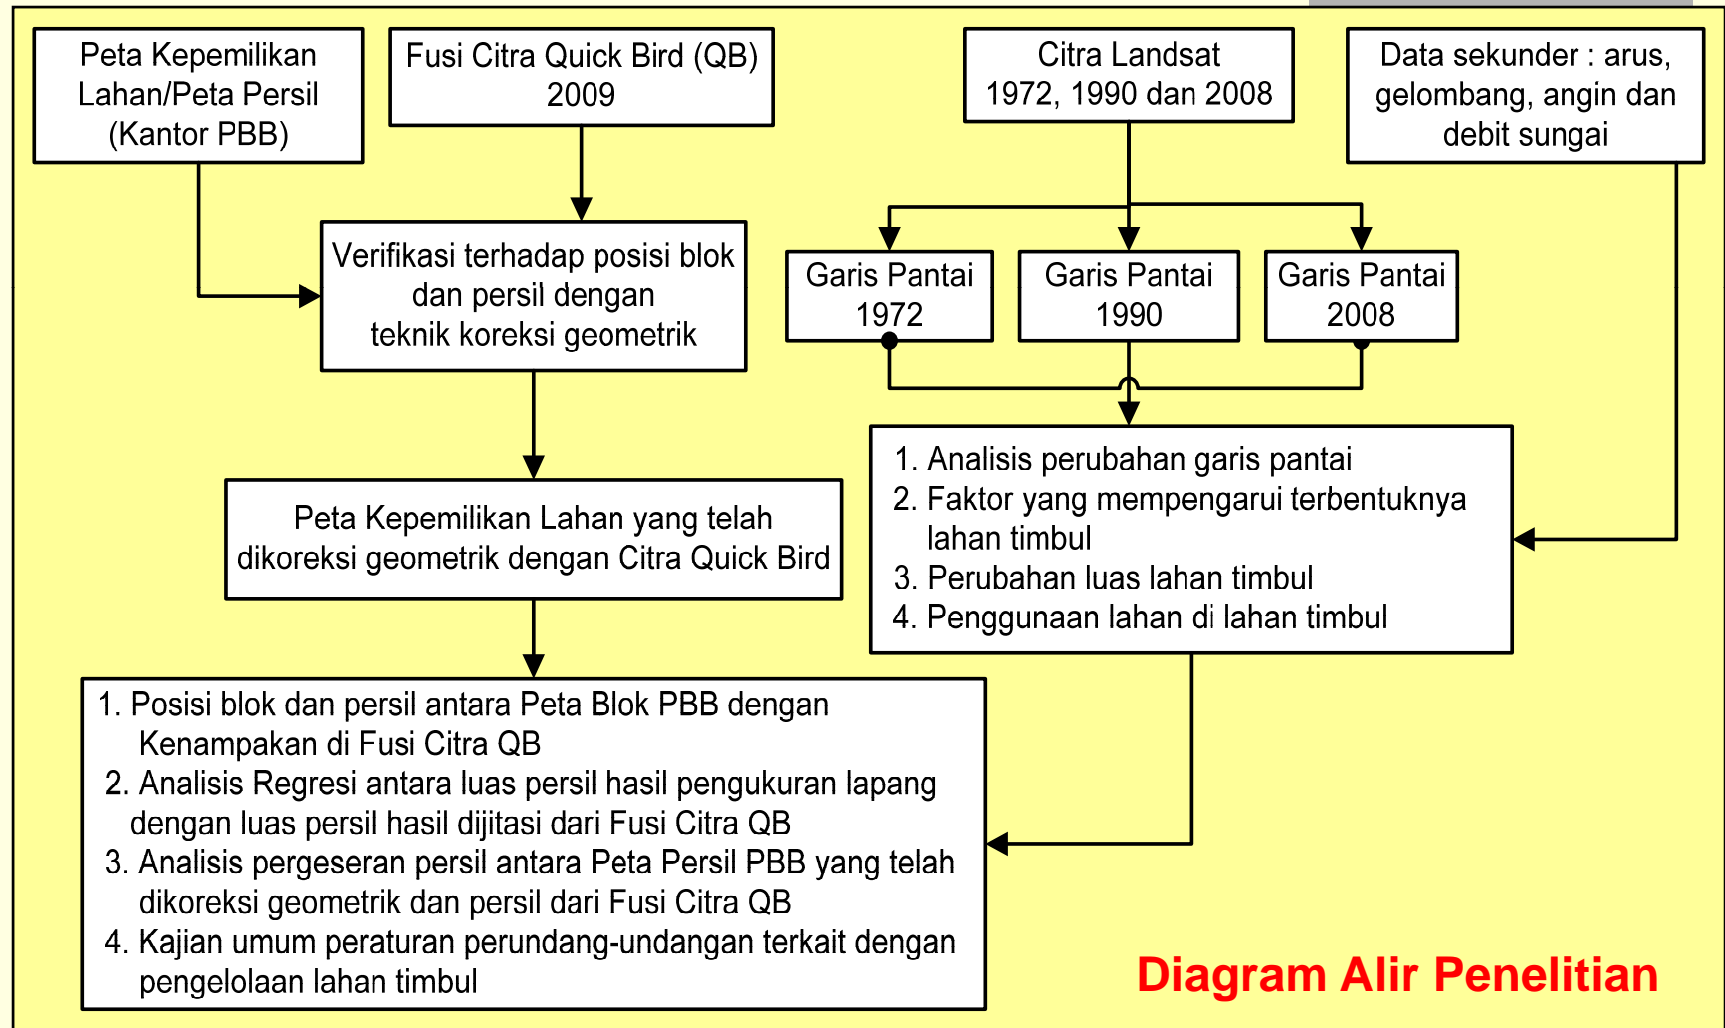 Peta Kepemilikan
Lahan/Peta Persil
(Kantor PBB)
Fusi Citra Quick Bird (QB)
2009
Citra Landsat
1972, 1990 dan 2008
Data sekunder : arus,
gelombang, angin dan
debit sungai
Verifikasi terhadap posisi blok
dan persil dengan
teknik koreksi geometrik
Garis Pantai
1972
Garis Pantai
1990
Garis Pantai
2008
Peta Kepemilikan Lahan yang telah
dikoreksi geometrik dengan Citra Quick Bird
1. Analisis perubahan garis pantai
2. Faktor yang mempengarui terbentuknya
lahan timbul
3. Perubahan luas lahan timbul
4. Penggunaan lahan di lahan timbul
1. Posisi blok dan persil antara Peta Blok PBB dengan
Kenampakan di Fusi Citra QB
2. Analisis Regresi antara luas persil hasil pengukuran lapang
dengan luas persil hasil dijitasi dari Fusi Citra QB
3. Analisis pergeseran persil antara Peta Persil PBB yang telah
dikoreksi geometrik dan persil dari Fusi Citra QB
4. Kajian umum peraturan perundang-undangan terkait dengan
pengelolaan lahan timbul
Diagram Alir Penelitian